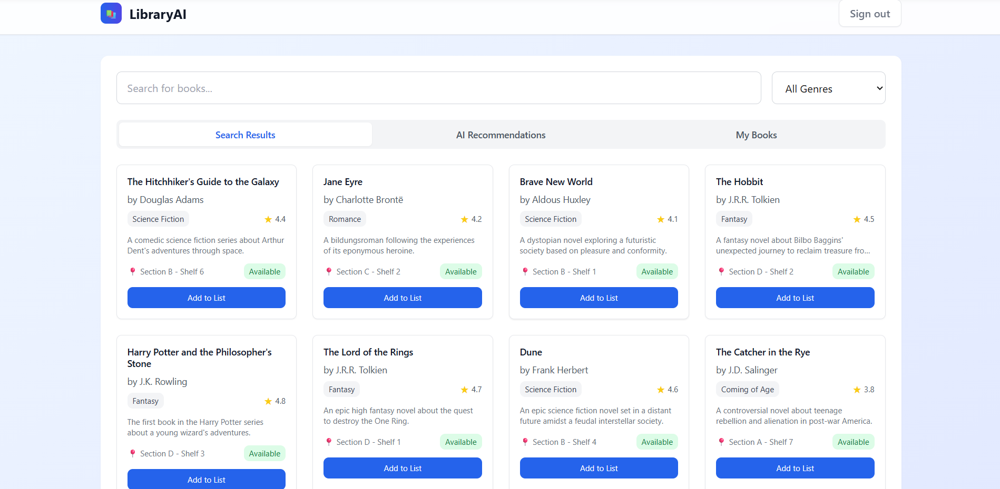 LibraryAI
Sign out
Search for books...
All Genres
Search Results
AI Recommendations
My Books
The Hitchhiker's Guide to the Galaxy
by Douglas Adams
Science Fiction
4.4
A comedic science fiction series about Arthur
Dent's adventures through space.
Section B - Shelf 6
Available
Add to List
Jane Eyre
by Charlotte Brontë
Romance
4.2
A bildungsroman following the experiences
of its eponymous heroine.
Section C - Shelf 2
Available
Add to List
Brave New World
by Aldous Huxley
Science Fiction
4.1
A dystopian novel exploring a futuristic
society based on pleasure and conformity.
Section B - Shelf 1
Available
Add to List
The Hobbit
by J.R.R. Tolkien
Fantasy
4.5
A fantasy novel about Bilbo Baggins'
unexpected journey to reclaim treasure fro...
Section D - Shelf 2
Available
Add to List
Harry Potter and the Philosopher's
Stone
by J.K. Rowling
Fantasy
4.8
The first book in the Harry Potter series
about a young wizard's adventures.
Section D - Shelf 3
Available
Add to List
The Lord of the Rings
by J.R.R. Tolkien
Fantasy
4.7
An epic high fantasy novel about the quest
to destroy the One Ring.
Section D - Shelf 1
Available
Add to List
Dune
by Frank Herbert
Science Fiction
4.6
An epic science fiction novel set in a distant
future amidst a feudal interstellar society.
Section B - Shelf 4
Available
Add to List
The Catcher in the Rye
by J.D. Salinger
Coming of Age
3.8
A controversial novel about teenage
rebellion and alienation in post-war America.
Section A - Shelf 7
Available
Add to List